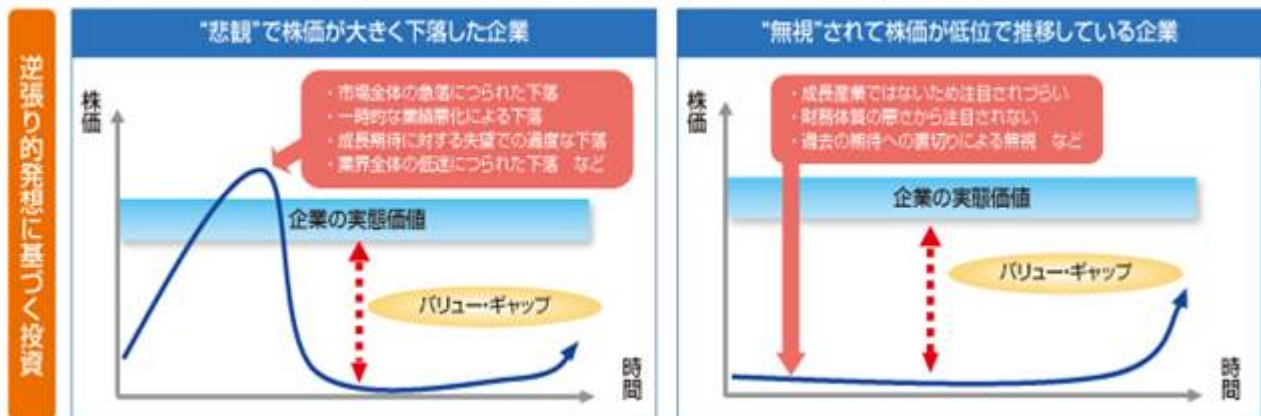 逆張り的発想に基づく投資
“悲観”で株価が大きく下落した企業
株価
・市場全体の急落につられた下落
・一時的な業績悪化による下落
・成長期待に対する失望での過度な下落
・業界全体の低迷につられた下落 など
企業の実態価値
バリュー・ギャップ
時間
“無視”されて株価が低位で推移している企業
株価
・成長産業ではないため注目されづらい
・財務体質の悪さから注目されない
・過去の期待への裏切りによる無視 など
企業の実態価値
バリュー・ギャップ
時間